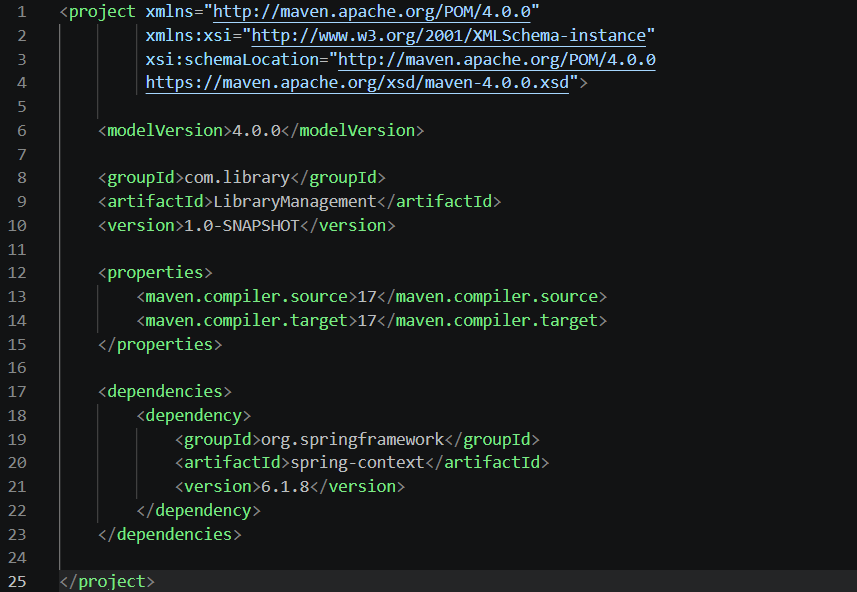 1 <project xmlns="http://maven.apache.org/POM/4.0.0"
2 xmlns:xsi="http://www.w3.org/2001/XMLSchema-instance"
3 xsi:schemaLocation="http://maven.apache.org/POM/4.0.0
4 https://maven.apache.org/xsd/maven-4.0.0.xsd">
5
6 <modelVersion>4.0.0</modelVersion>
7
8 <groupId>com.library</groupId>
9 <artifactId>LibraryManagement</artifactId>
10 <version>1.0-SNAPSHOT</version>
11
12 <properties>
13 <maven.compiler.source>17</maven.compiler.source>
14 <maven.compiler.target>17</maven.compiler.target>
15 </properties>
16
17 <dependencies>
18 <dependency>
19 <groupId>org.springframework</groupId>
20 <artifactId>spring-context</artifactId>
21 <version>6.1.8</version>
22 </dependency>
23 </dependencies>
24
25 </project>